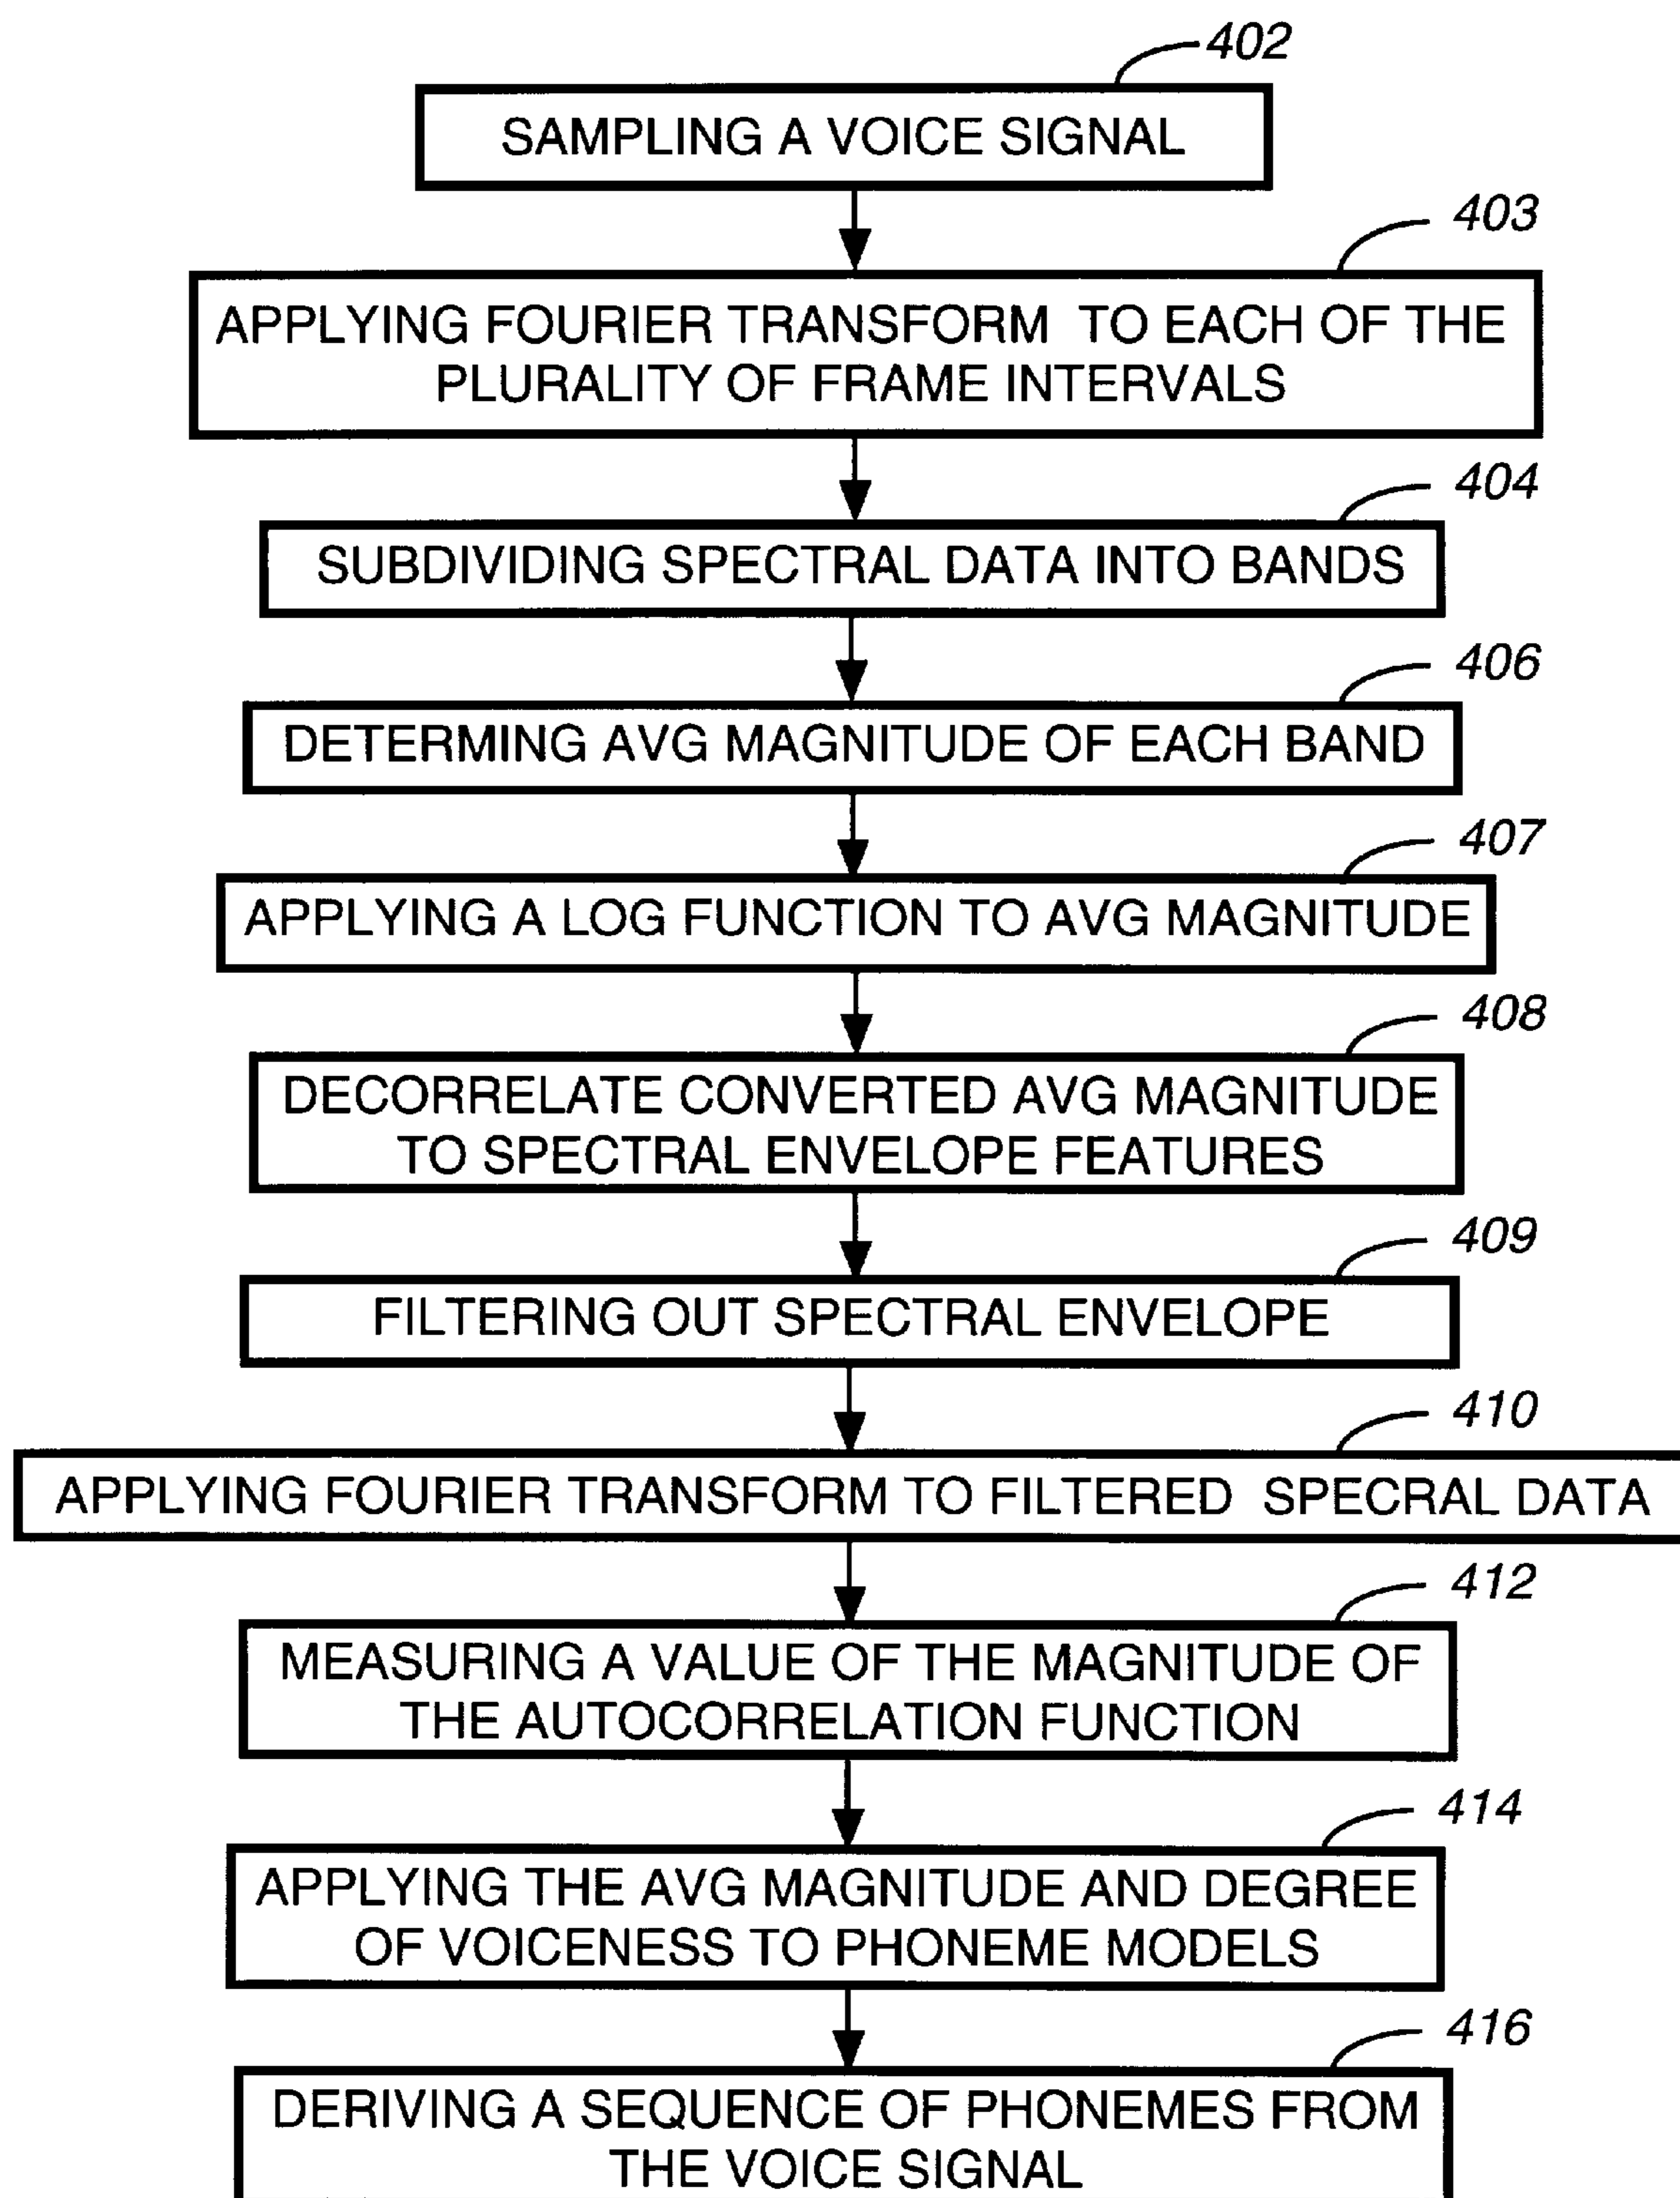 402
SAMPLING A VOICE SIGNAL
403
APPLYING FOURIER TRANSFORM TO EACH OF THE
PLURALITY OF FRAME INTERVALS
404
SUBDIVIDING SPECTRAL DATA INTO BANDS
406
DETERMING AVG MAGNITUDE OF EACH BAND
407
APPLYING A LOG FUNCTION TO AVG MAGNITUDE
408
DECORRELATE CONVERTED AVG MAGNITUDE
TO SPECTRAL ENVELOPE FEATURES
409
FILTERING OUT SPECTRAL ENVELOPE
410
APPLYING FOURIER TRANSFORM TO FILTERED SPECRAL DATA
412
MEASURING A VALUE OF THE MAGNITUDE OF
THE AUTOCORRELATION FUNCTION
414
APPLYING THE AVG MAGNITUDE AND DEGREE
OF VOICENESS TO PHONEME MODELS
416
DERIVING A SEQUENCE OF PHONEMES FROM
THE VOICE SIGNAL